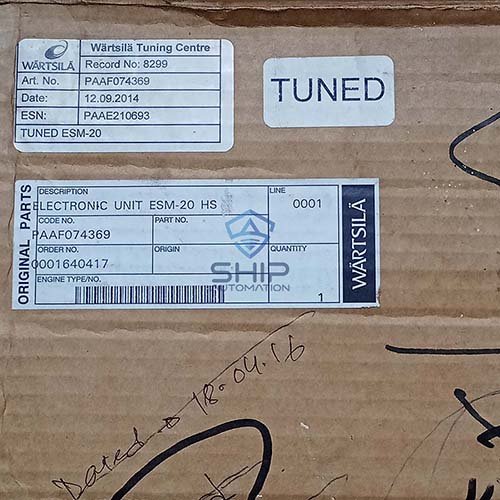 WÄRTSILÄ
Wärtsilä Tuning Centre
Record No: 8299
Art. No. PAAF074369
Date: 12.09.2014
ESN: PAAE210693
TUNED ESM-20
TUNED
ORIGINAL PARTS
DESCRIPTION LINE
ELECTRONIC UNIT ESM-20 HS 0001
CODE NO. PART NO.
PAAF074369
ORDER NO. ORIGIN QUANTITY
0001640417
ENGINE TYPE/NO.
1
WÄRTSILÄ
SHIP
AUTOMATION
Dated 18.04.16